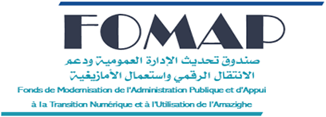 FOMAP
صندوق تحديث الإدارة العمومية ودعم
الانتقال الرقمي واستعمال الأمازيغية
Fonds de Modernisation de l'Administration Publique et d'Appui
à la Transition Numérique et à l'Utilisation de l'Amazighe